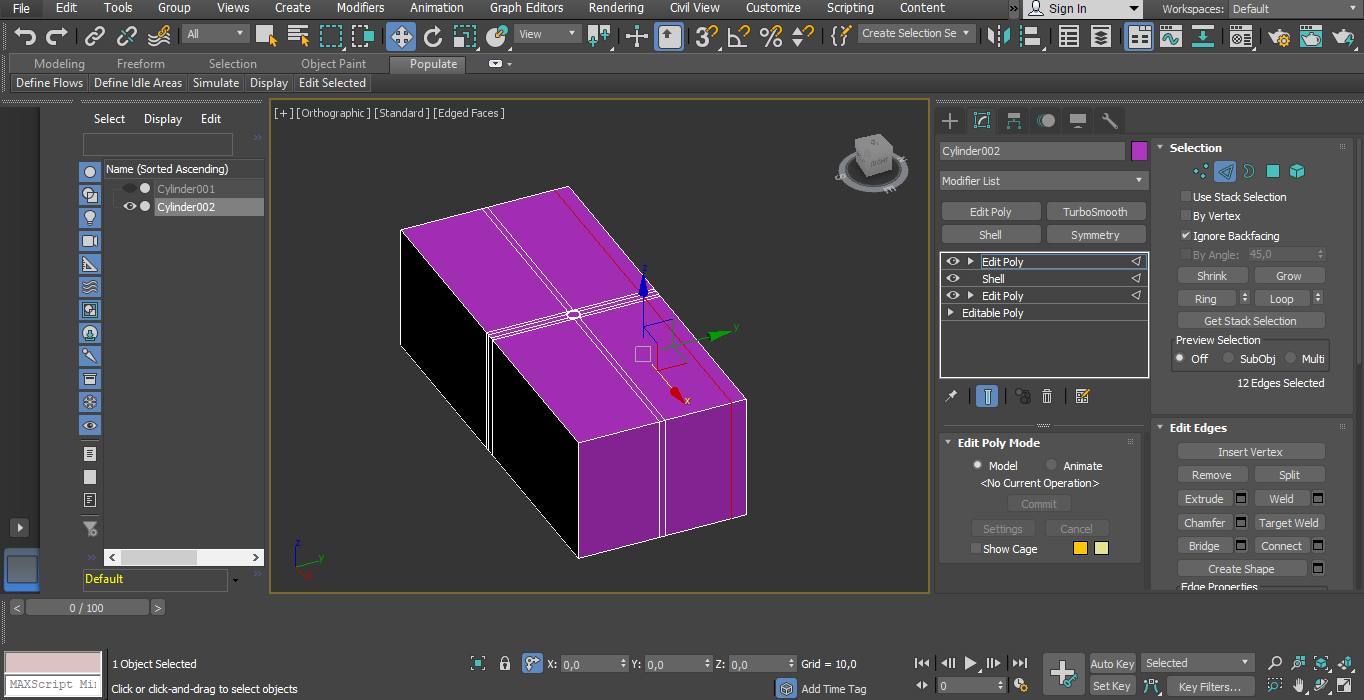 File Edit Tools Group Views Create Modifiers Animation Graph Editors Rendering Civil View Customize Scripting Content » Sign In Workspaces: Default
All View Create Selection Se
Modeling Freeform Selection Object Paint Populate
Define Flows Define Idle Areas Simulate Display Edit Selected
Select Display Edit
Name (Sorted Ascending)
Cylinder001
Cylinder002
Default
[+] [Orthographic] [Standard] [Edged Faces]
RIGHT
z
y
x
z
y
Cylinder002
Modifier List
Edit Poly TurboSmooth
Shell Symmetry
Edit Poly
Shell
Edit Poly
Editable Poly
Edit Poly Mode
Model Animate
<No Current Operation>
Commit
Settings Cancel
Show Cage
Selection
Use Stack Selection
By Vertex
Ignore Backfacing
By Angle: 45,0
Shrink Grow
Ring Loop
Get Stack Selection
Preview Selection
Off SubObj Multi
12 Edges Selected
Edit Edges
Insert Vertex
Remove Split
Extrude Weld
Chamfer Target Weld
Bridge Connect
Create Shape
Edge Properties
< 0 / 100 >
1 Object Selected X: 0,0 Y: 0,0 Z: 0,0 Grid = 10,0 Auto Key Selected
MAXScript Mi Click or click-and-drag to select objects Add Time Tag 0 Set Key Key Filters...